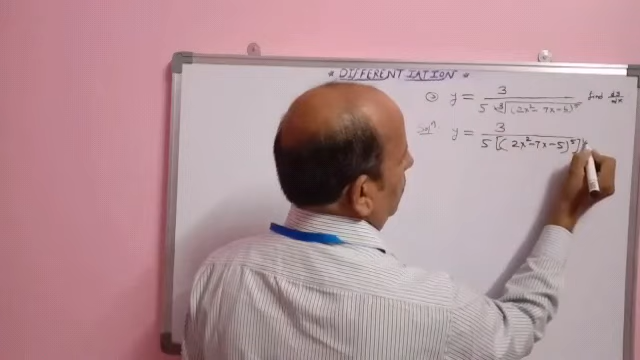 * DIFFERENTIATION *
y = 3 / 5 ∛(2x²-7x-5)⁵ find dy/dx
Solⁿ y = 3 / 5 [(2x²-7x-5)⁵]